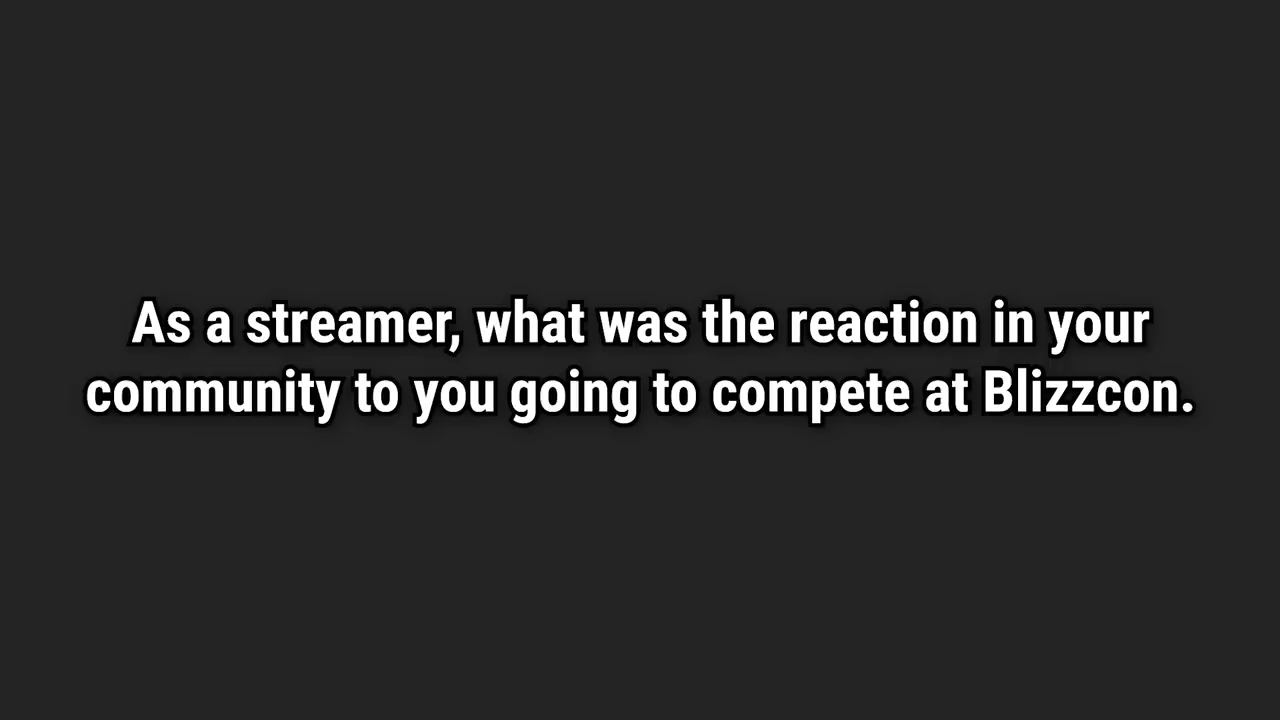 As a streamer, what was the reaction in your
community to you going to compete at Blizzcon.